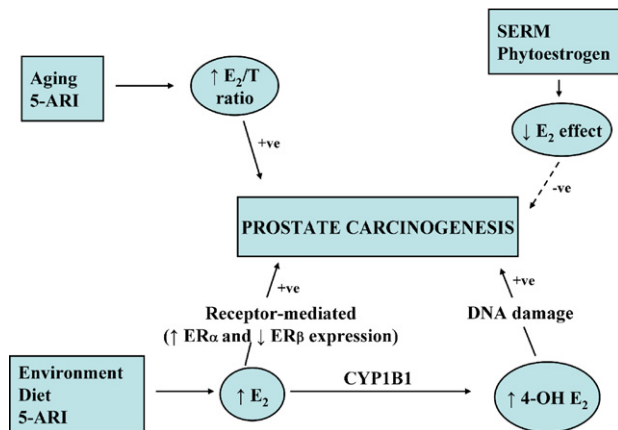 SERM
Phytoestrogen
Aging
5-ARI
↑ E₂/T
ratio
↓ E₂ effect
+ve
-ve
PROSTATE CARCINOGENESIS
+ve
+ve
Receptor-mediated
(↑ ERα and ↓ ERβ expression)
DNA damage
Environment
Diet
5-ARI
↑ E₂
CYP1B1
↑ 4-OH E₂